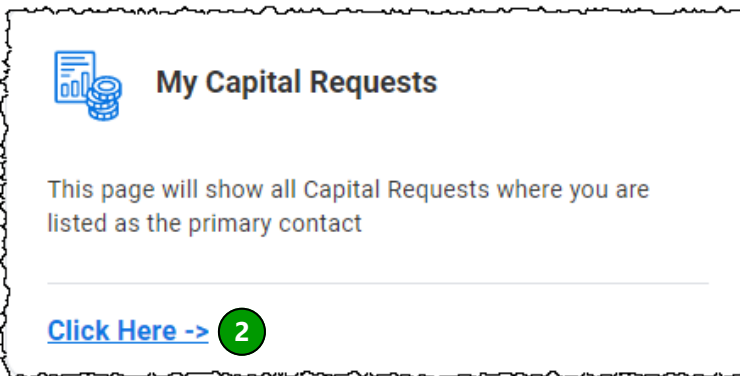 My Capital Requests
This page will show all Capital Requests where you are
listed as the primary contact
Click Here -> 2